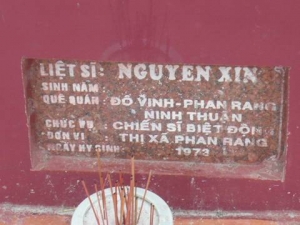 LIỆT SĨ: NGUYEN XIN
SINH NĂM:
QUÊ QUÁN: ĐÔ VINH-PHAN RANG
NINH THUẬN
CHỨC VỤ: CHIẾN SĨ BIỆT ĐỘNG
ĐƠN VỊ: THỊ XÃ PHAN RANG
NGÀY HY SINH: 1973